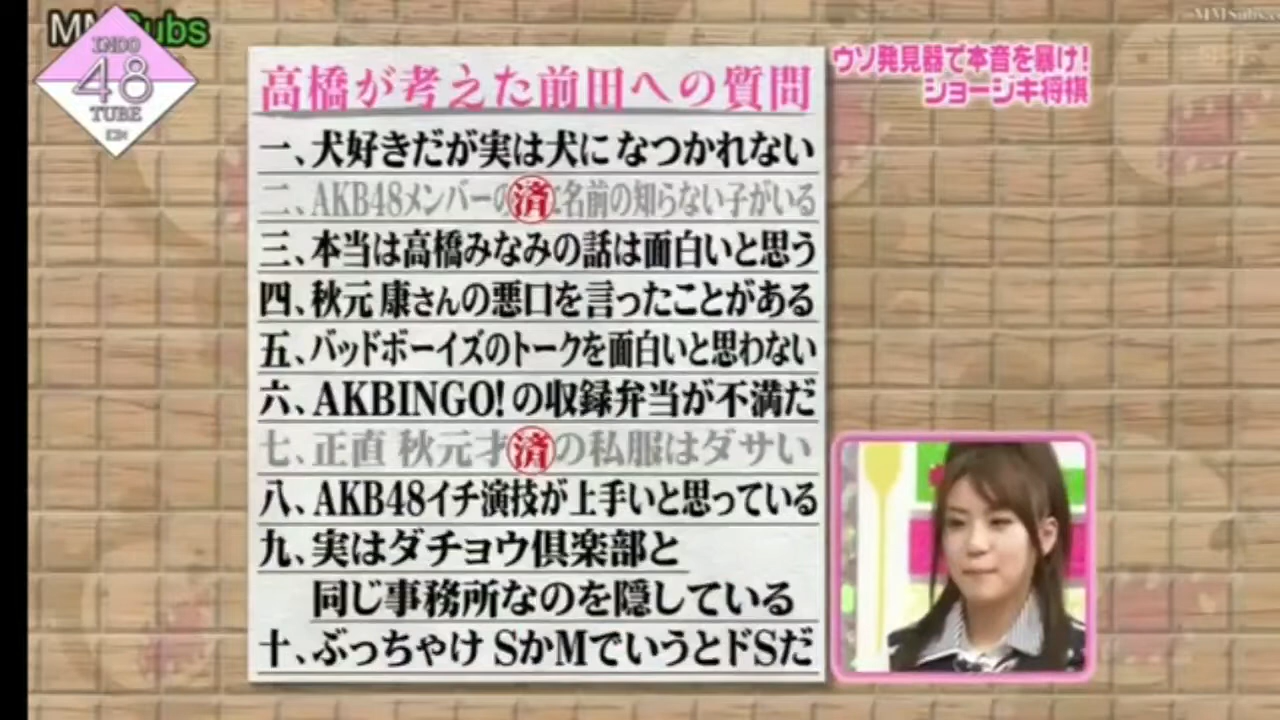 MMSubs
INDO
48
TUBE
MMSubs
ウソ発見器で本音を暴け!
ショージキ将棋
高橋が考えた前田への質問
一、犬好きだが実は犬になつかれない
二、AKB48メンバーの済名前の知らない子がいる
三、本当は高橋みなみの話は面白いと思う
四、秋元康さんの悪口を言ったことがある
五、バッドボーイズのトークを面白いと思わない
六、AKBINGO!の収録弁当が不満だ
七、正直 秋元才済の私服はダサい
八、AKB48イチ演技が上手いと思っている
九、実はダチョウ倶楽部と
同じ事務所なのを隠している
十、ぶっちゃけ SかMでいうとドSだ